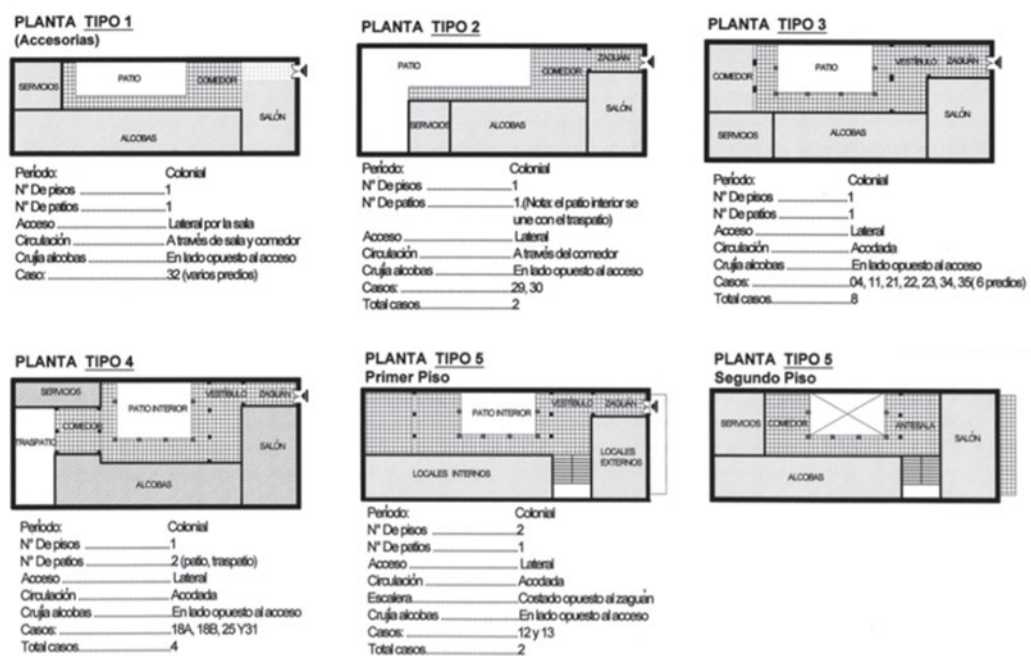 PLANTA TIPO 1
(Accesorias)
PATIO
COMEDOR
SERVICIOS
SALÓN
ALCOBAS
Período: Colonial
N° De pisos 1
N° De patios 1
Acceso Lateral por la sala
Circulación A través de sala y comedor
Crujía alcobas En lado opuesto al acceso
Caso: 32 (varios predios)
PLANTA TIPO 2
ZAGUÁN
PATIO
COMEDOR
SALÓN
SERVICIOS
ALCOBAS
Período: Colonial
N° De pisos 1
N° De patios 1.(Nota: el patio interior se
une con el traspatio)
Acceso Lateral
Circulación A través del comedor
Crujía alcobas En lado opuesto al acceso
Casos: 29, 30
Total casos 2
PLANTA TIPO 3
COMEDOR
PATIO
VESTÍBULO
ZAGUÁN
SALÓN
SERVICIOS
ALCOBAS
Período: Colonial
N° De pisos 1
N° De patios 1
Acceso Lateral
Circulación Acodada
Crujía alcobas En lado opuesto al acceso
Casos: 04, 11, 21, 22, 23, 34, 35( 6 predios)
Total casos 8
PLANTA TIPO 4
SERVICIOS
VESTÍBULO
ZAGUÁN
PATIO INTERIOR
COMEDOR
TRASPATIO
SALÓN
ALCOBAS
Período: Colonial
N° De pisos 1
N° De patios 2 (patio, traspatio)
Acceso Lateral
Circulación Acodada
Crujía alcobas En lado opuesto al acceso
Casos: 18A, 18B, 25 Y31
Total casos 4
PLANTA TIPO 5
Primer Piso
VESTÍBULO
ZAGUÁN
PATIO INTERIOR
LOCALES
EXTERNOS
LOCALES INTERNOS
Período: Colonial
N° De pisos 2
N° De patios 1
Acceso Lateral
Circulación Acodada
Escalera Costado opuesto al zaguán
Crujía alcobas En lado opuesto al acceso
Casos: 12 y 13
Total casos 2
PLANTA TIPO 5
Segundo Piso
SERVICIOS
COMEDOR
ANTESALA
SALÓN
ALCOBAS